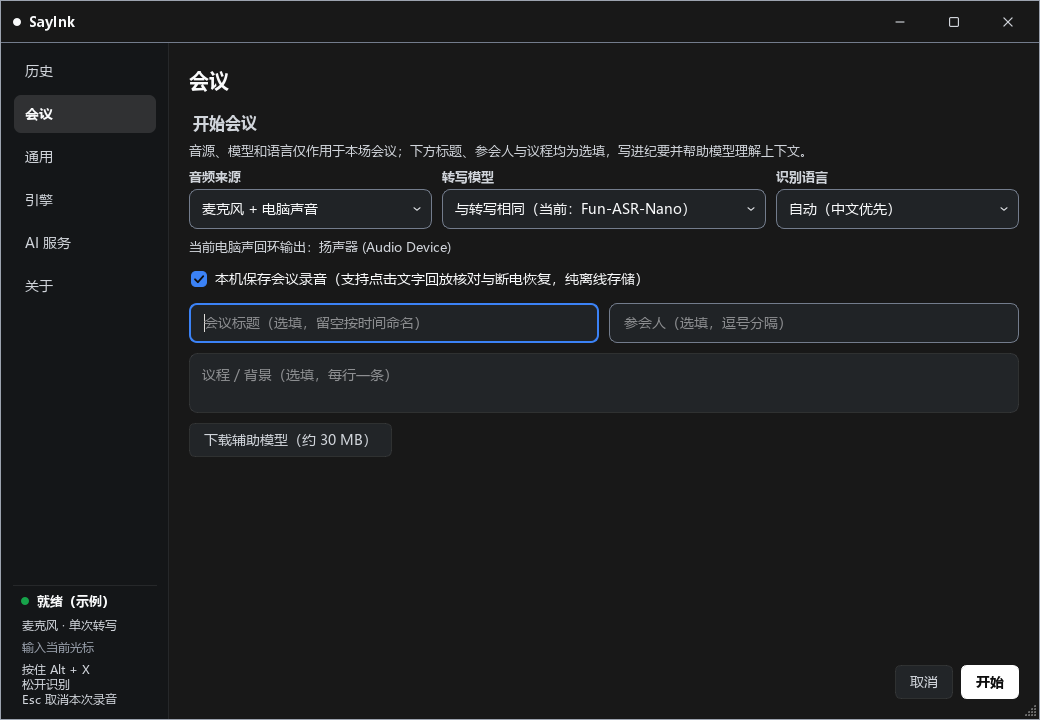 SayInk
历史
会议
通用
引擎
AI 服务
关于
就绪（示例）
麦克风 · 单次转写
输入当前光标
按住 Alt + X
松开识别
Esc 取消本次录音
会议
开始会议
音源、模型和语言仅作用于本场会议；下方标题、参会人与议程均为选填，写进纪要并帮助模型理解上下文。
音频来源 转写模型 识别语言
麦克风 + 电脑声音 与转写相同（当前：Fun-ASR-Nano） 自动（中文优先）
当前电脑声回环输出：扬声器 (Audio Device)
本机保存会议录音（支持点击文字回放核对与断电恢复，纯离线存储）
会议标题（选填，留空按时间命名） 参会人（选填，逗号分隔）
议程 / 背景（选填，每行一条）
下载辅助模型（约 30 MB）
取消 开始